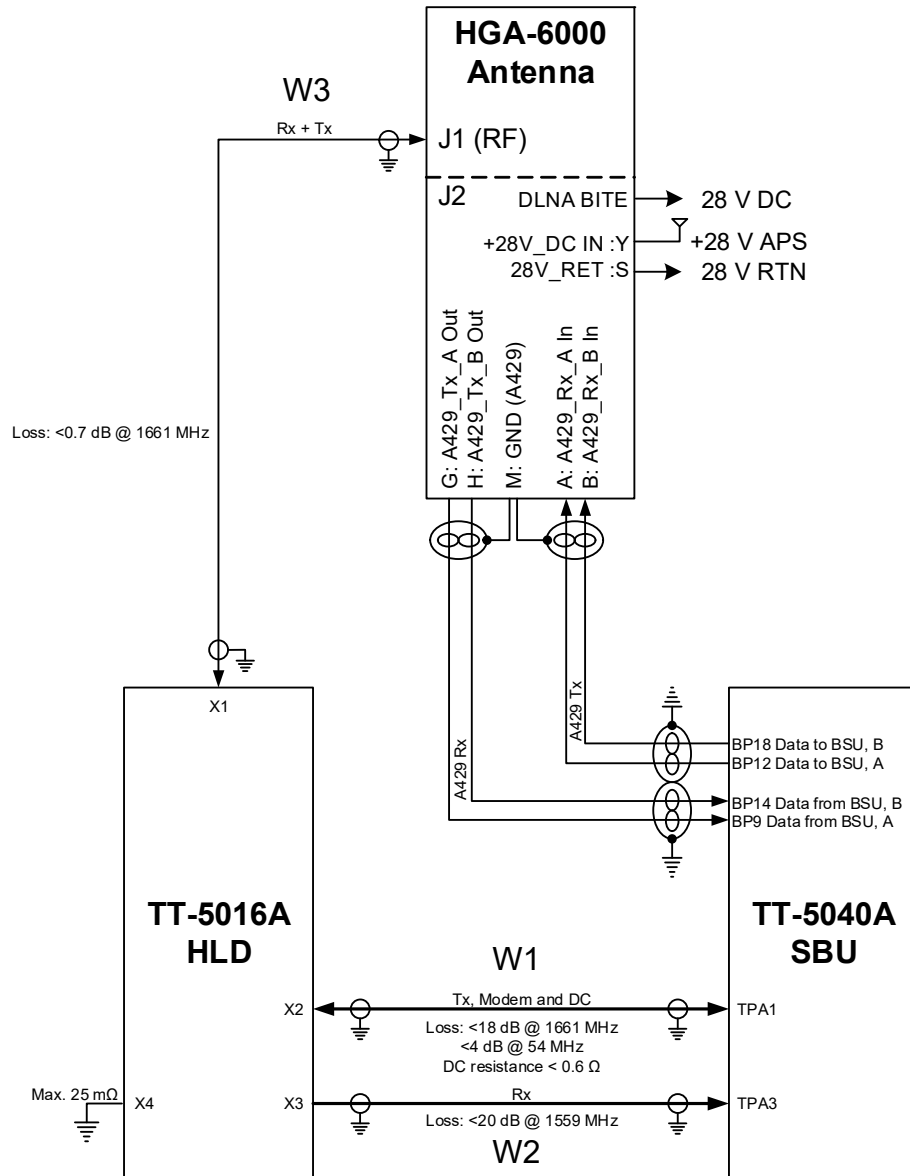 HGA-6000
Antenna
W3
Rx + Tx
J1 (RF)
J2
DLNA BITE
28 V DC
+28V_DC IN :Y
+28 V APS
28V_RET :S
28 V RTN
G: A429_Tx_A Out
H: A429_Tx_B Out
M: GND (A429)
A: A429_Rx_A In
B: A429_Rx_B In
Loss: <0.7 dB @ 1661 MHz
X1
A429 Rx
A429 Tx
BP18 Data to BSU, B
BP12 Data to BSU, A
BP14 Data from BSU, B
BP9 Data from BSU, A
TT-5016A
HLD
TT-5040A
SBU
W1
X2
Tx, Modem and DC
TPA1
Loss: <18 dB @ 1661 MHz
<4 dB @ 54 MHz
DC resistance < 0.6 Ω
Max. 25 mΩ
X4
X3
Rx
TPA3
Loss: <20 dB @ 1559 MHz
W2